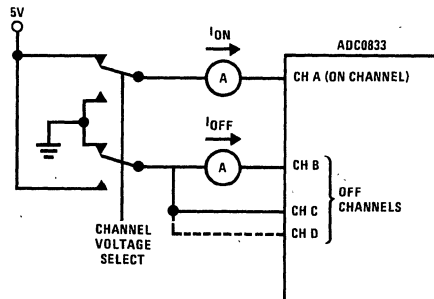 5V
ION
ADC0833
A
CH A (ON CHANNEL)
IOFF
A
CH B
CH C
CH D
OFF
CHANNELS
CHANNEL
VOLTAGE
SELECT